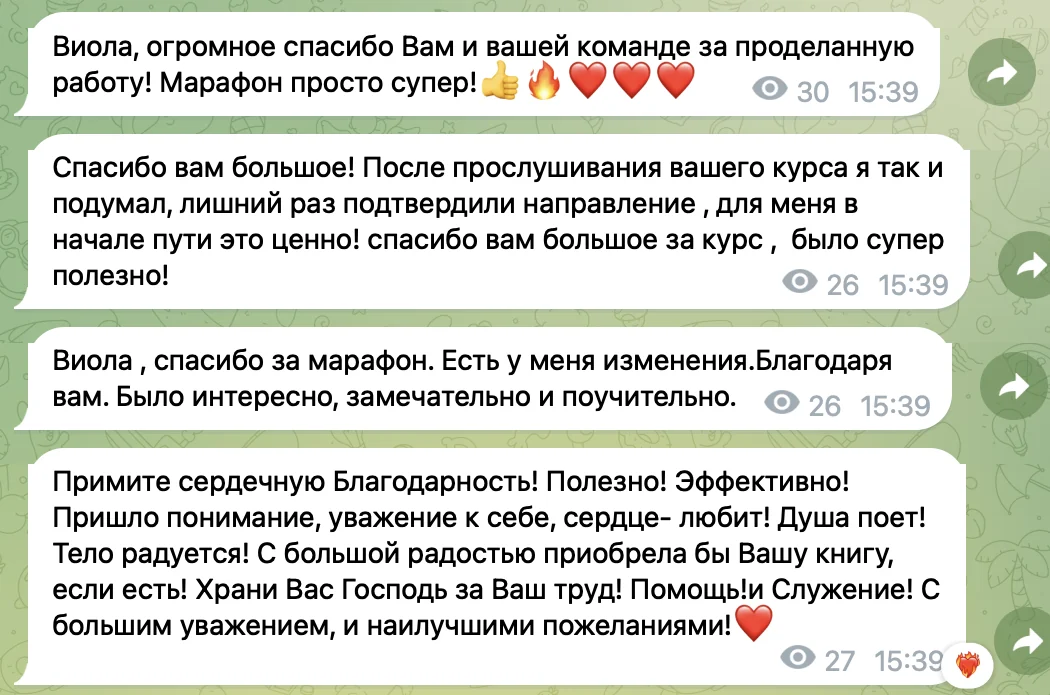 Виола, огромное спасибо Вам и вашей команде за проделанную
работу! Марафон просто супер!👍🔥❤️❤️❤️ 30 15:39
Спасибо вам большое! После прослушивания вашего курса я так и
подумал, лишний раз подтвердили направление , для меня в
начале пути это ценно! спасибо вам большое за курс ,  было супер
полезно! 26 15:39
Виола , спасибо за марафон. Есть у меня изменения.Благодаря
вам. Было интересно, замечательно и поучительно. 26 15:39
Примите сердечную Благодарность! Полезно! Эффективно!
Пришло понимание, уважение к себе, сердце- любит! Душа поет!
Тело радуется! С большой радостью приобрела бы Вашу книгу,
если есть! Храни Вас Господь за Ваш труд! Помощь!и Служение! С
большим уважением, и наилучшими пожеланиями!❤️
27 15:39